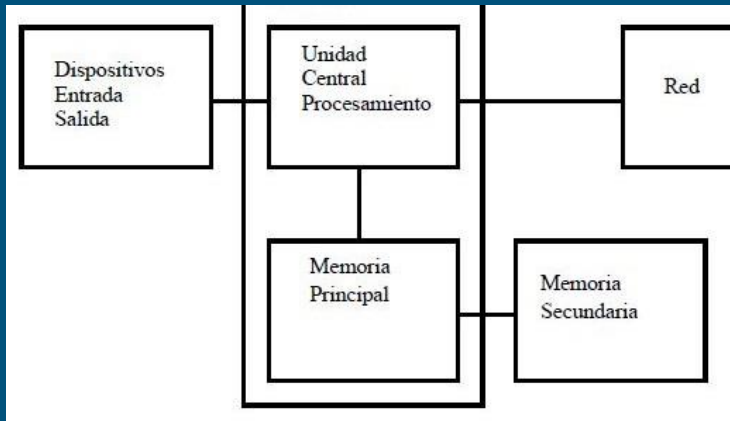 Dispositivos
Entrada
Salida
Unidad
Central
Procesamiento
Red
Memoria
Principal
Memoria
Secundaria